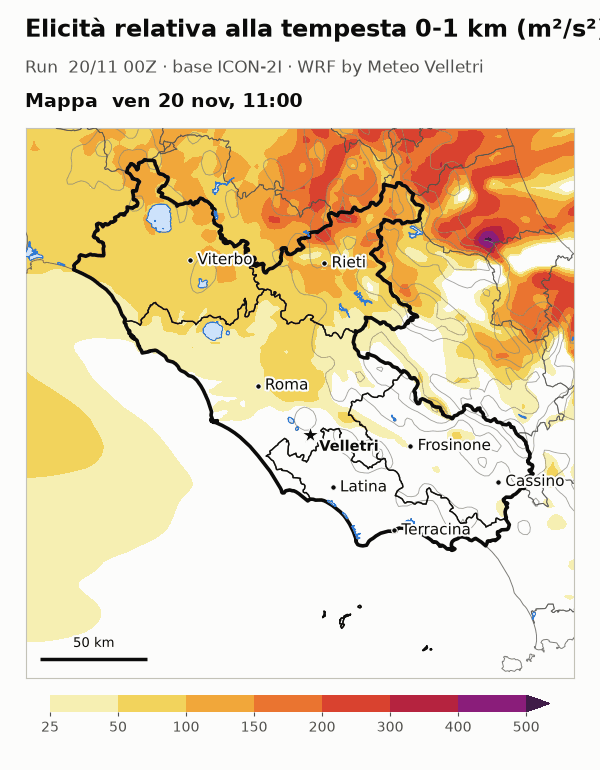 Elicità relativa alla tempesta 0-1 km (m²/s²)
Run 20/11 00Z · base ICON-2I · WRF by Meteo Velletri
Mappa ven 20 nov, 11:00
Viterbo
Rieti
Roma
Velletri
Frosinone
Latina
Cassino
Terracina
50 km
25 50 100 150 200 300 400 500